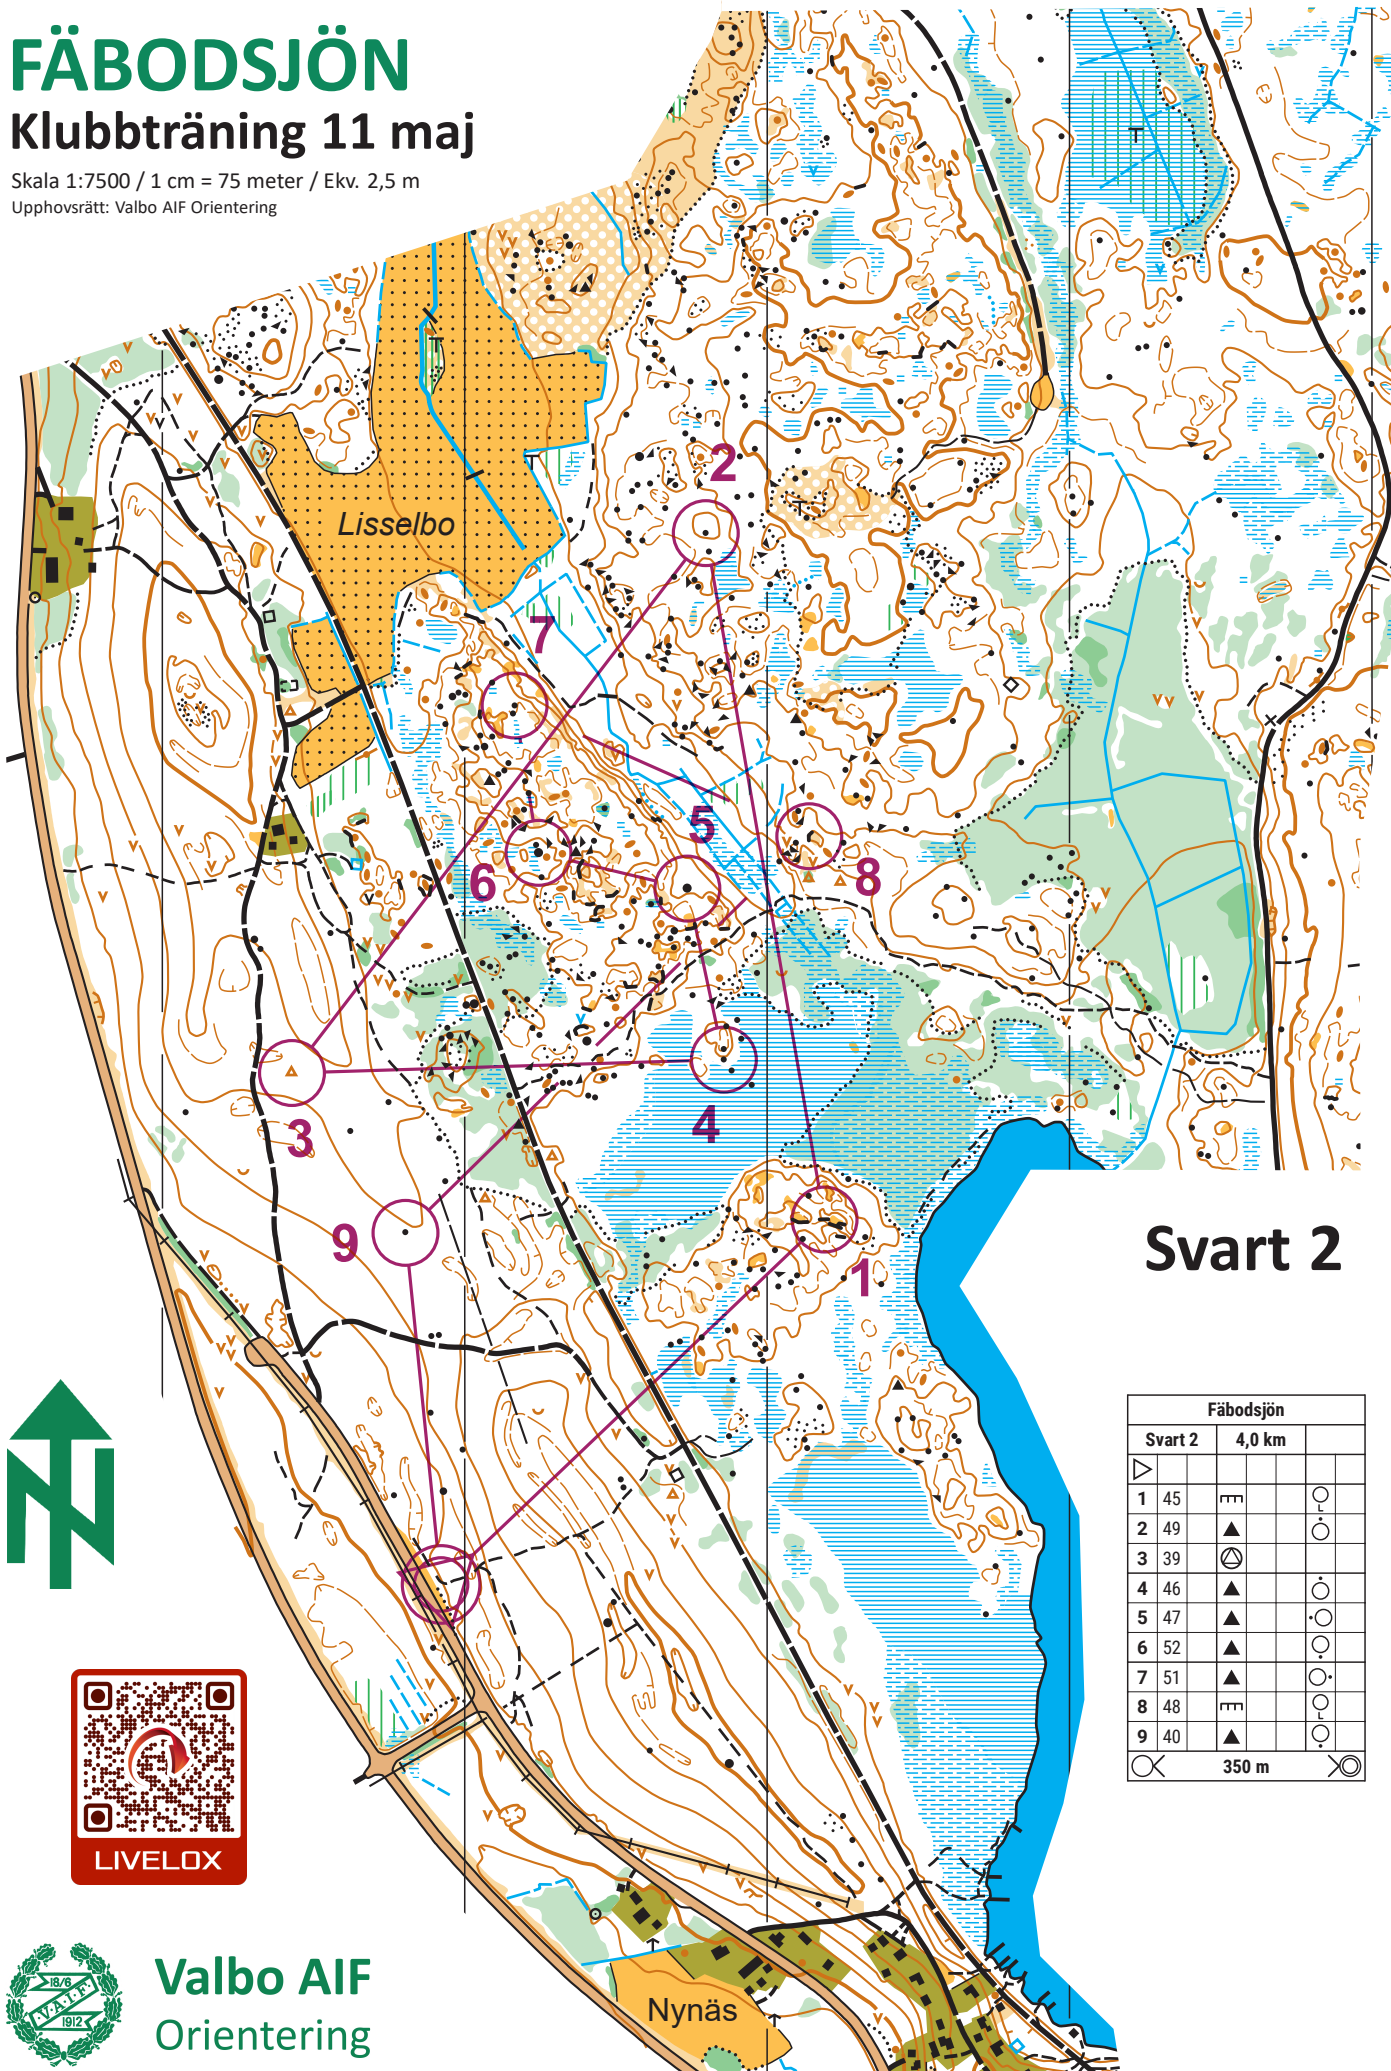 FÄBODSJÖN
Klubbträning 11 maj
Skala 1:7500 / 1 cm = 75 meter / Ekv. 2,5 m
Upphovsrätt: Valbo AIF Orientering
Lisselbo
2
7
5
6
8
3
4
9
1
Svart 2
Fäbodsjön
Svart 2 4,0 km
1 45
2 49
3 39
4 46
5 47
6 52
7 51
8 48
9 40
350 m
LIVELOX
18/6
V.A.I.F.
1912
Valbo AIF
Orientering
Nynäs